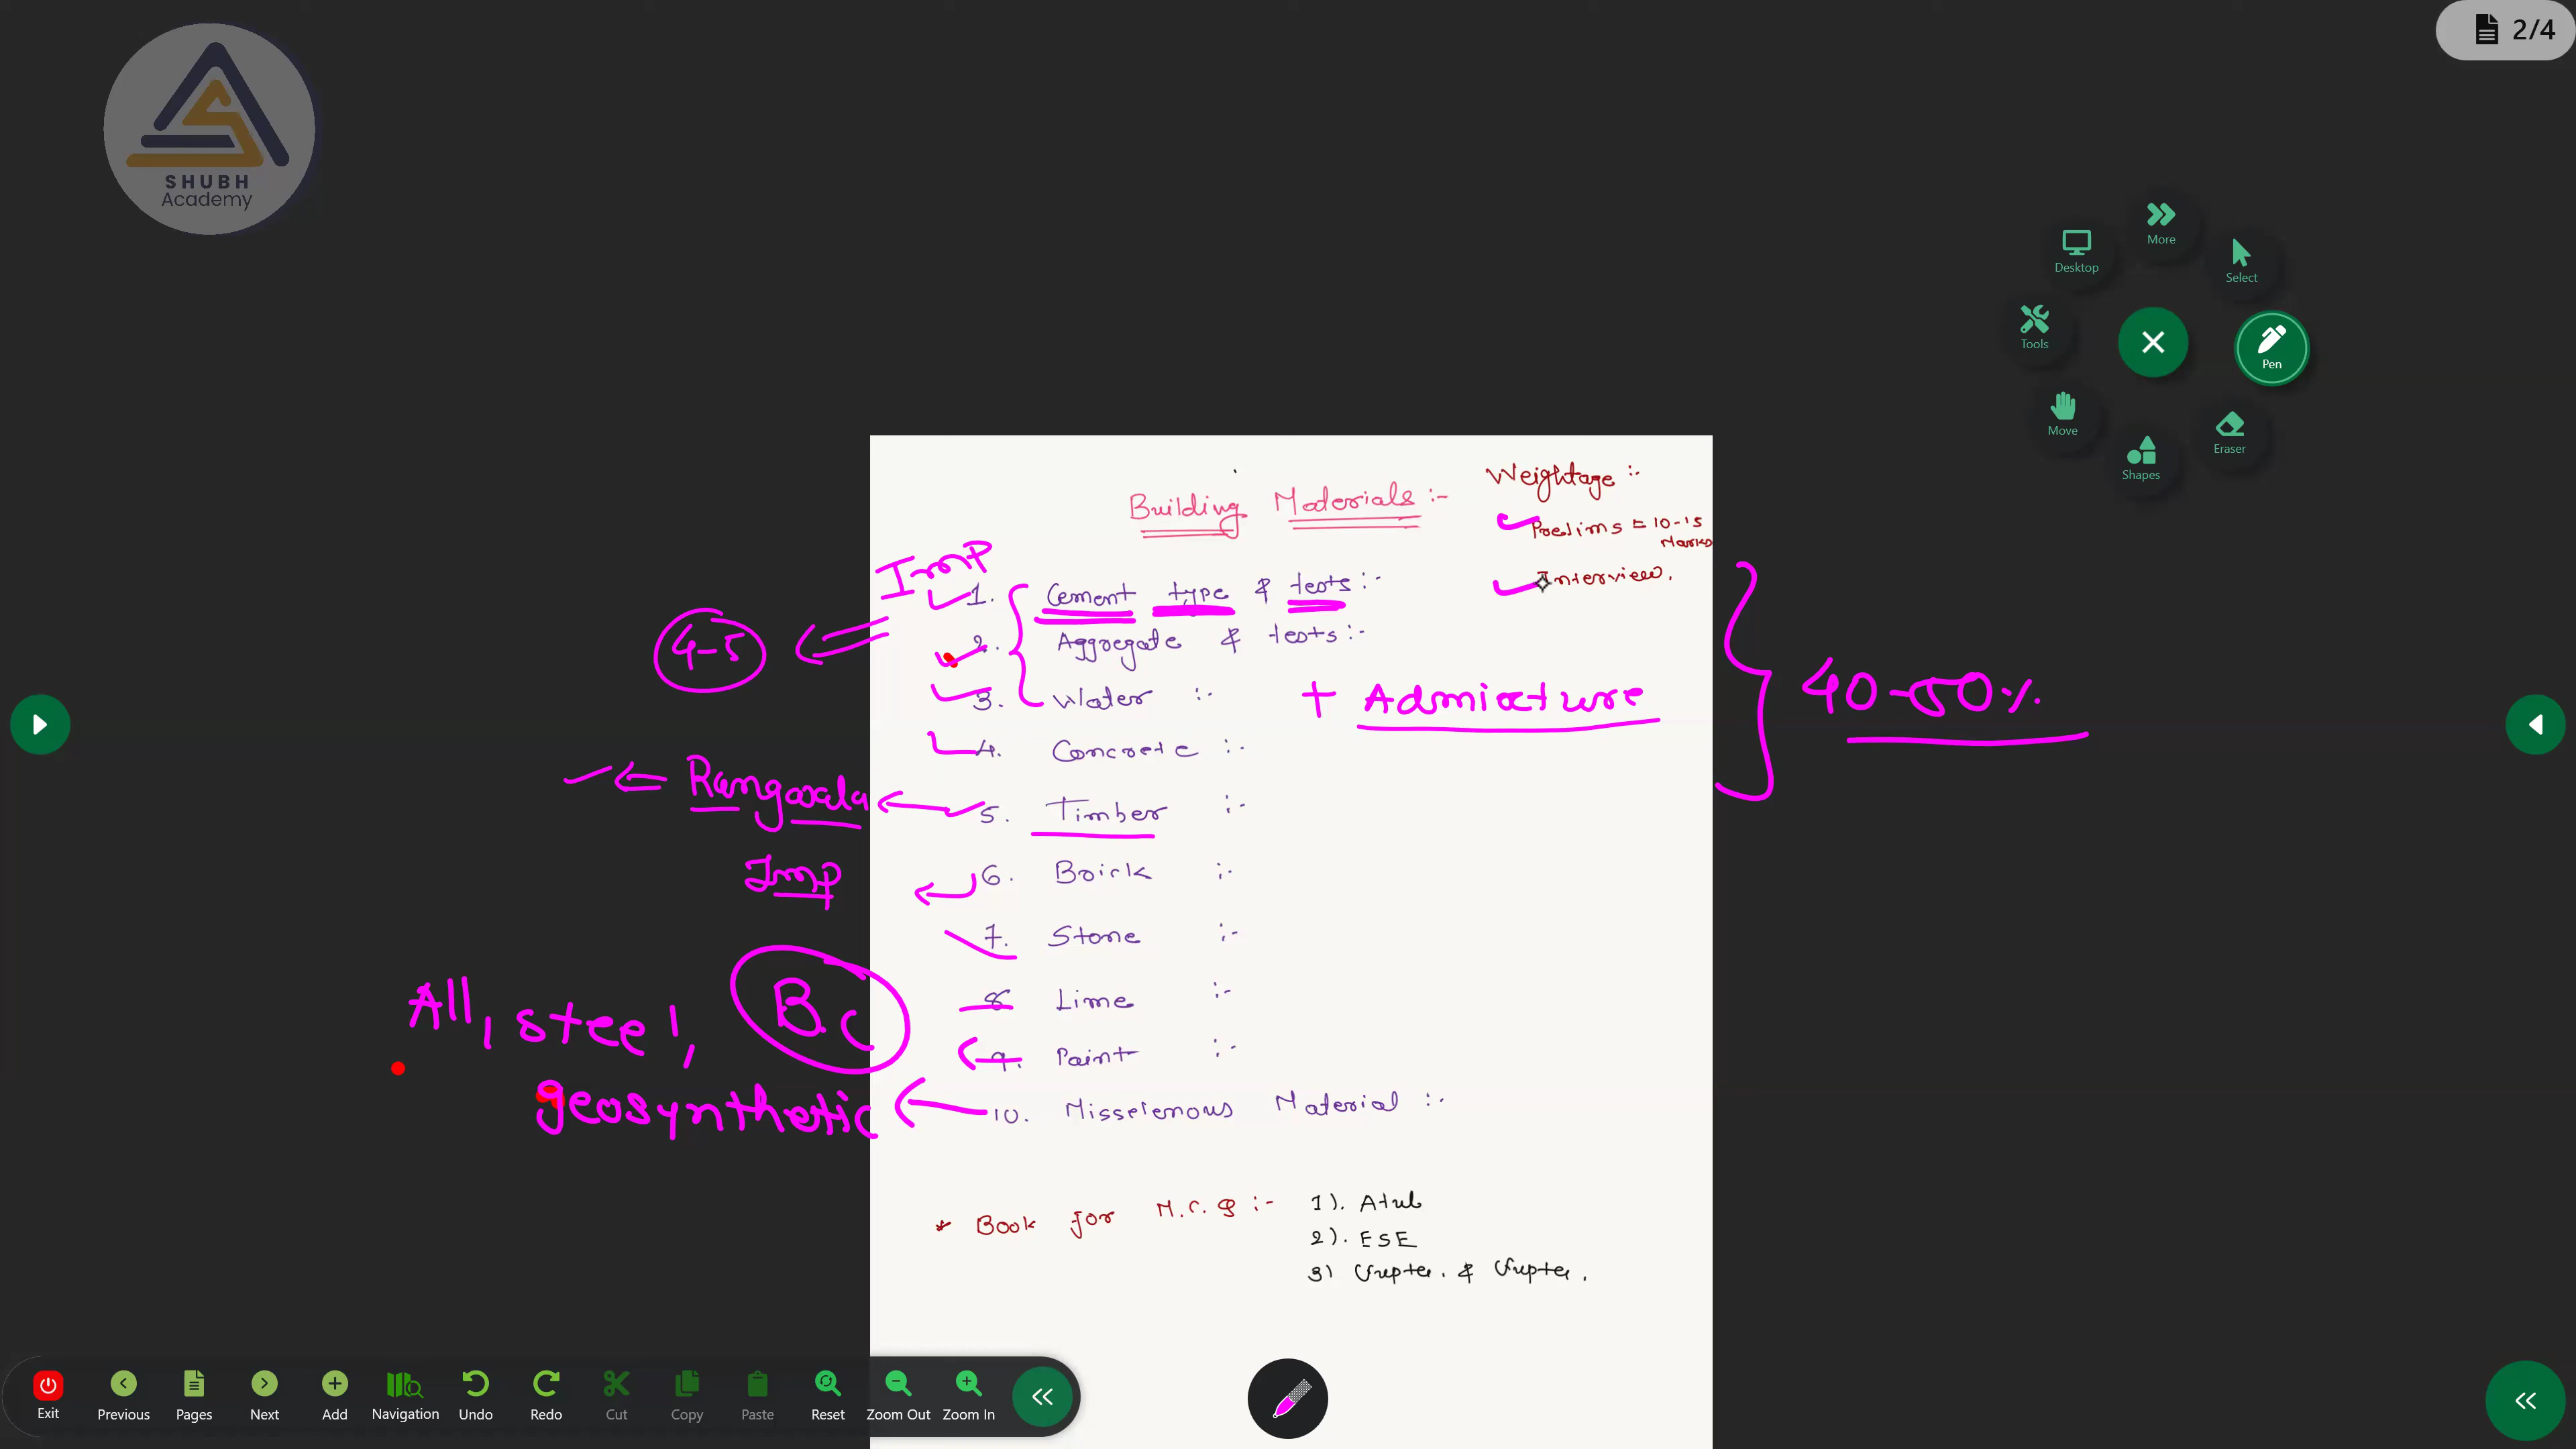 2/4
SHUBH
Academy
More
Desktop
Select
Tools
Pen
Move
Eraser
Shapes
Building Materials :-
Weightage :-
Prelims = 10-15
Marks
Interview.
Imp
1. Cement type & tests :-
4-5
2. Aggregate & tests :-
3. Water :-
+ Admixture
40-50%
4. Concrete :-
5. Timber :-
Imp
6. Brick :-
7. Stone :-
8 Lime :-
All, steel,
B.C
9. Paint :-
geosynthetic
10. Misselenous Material :-
* Book for M.C.Q :-
1). Atul
2). ESE
3) Gupta. & Gupta.
Exit
Previous
Pages
Next
Add
Navigation
Undo
Redo
Cut
Copy
Paste
Reset
Zoom Out
Zoom In